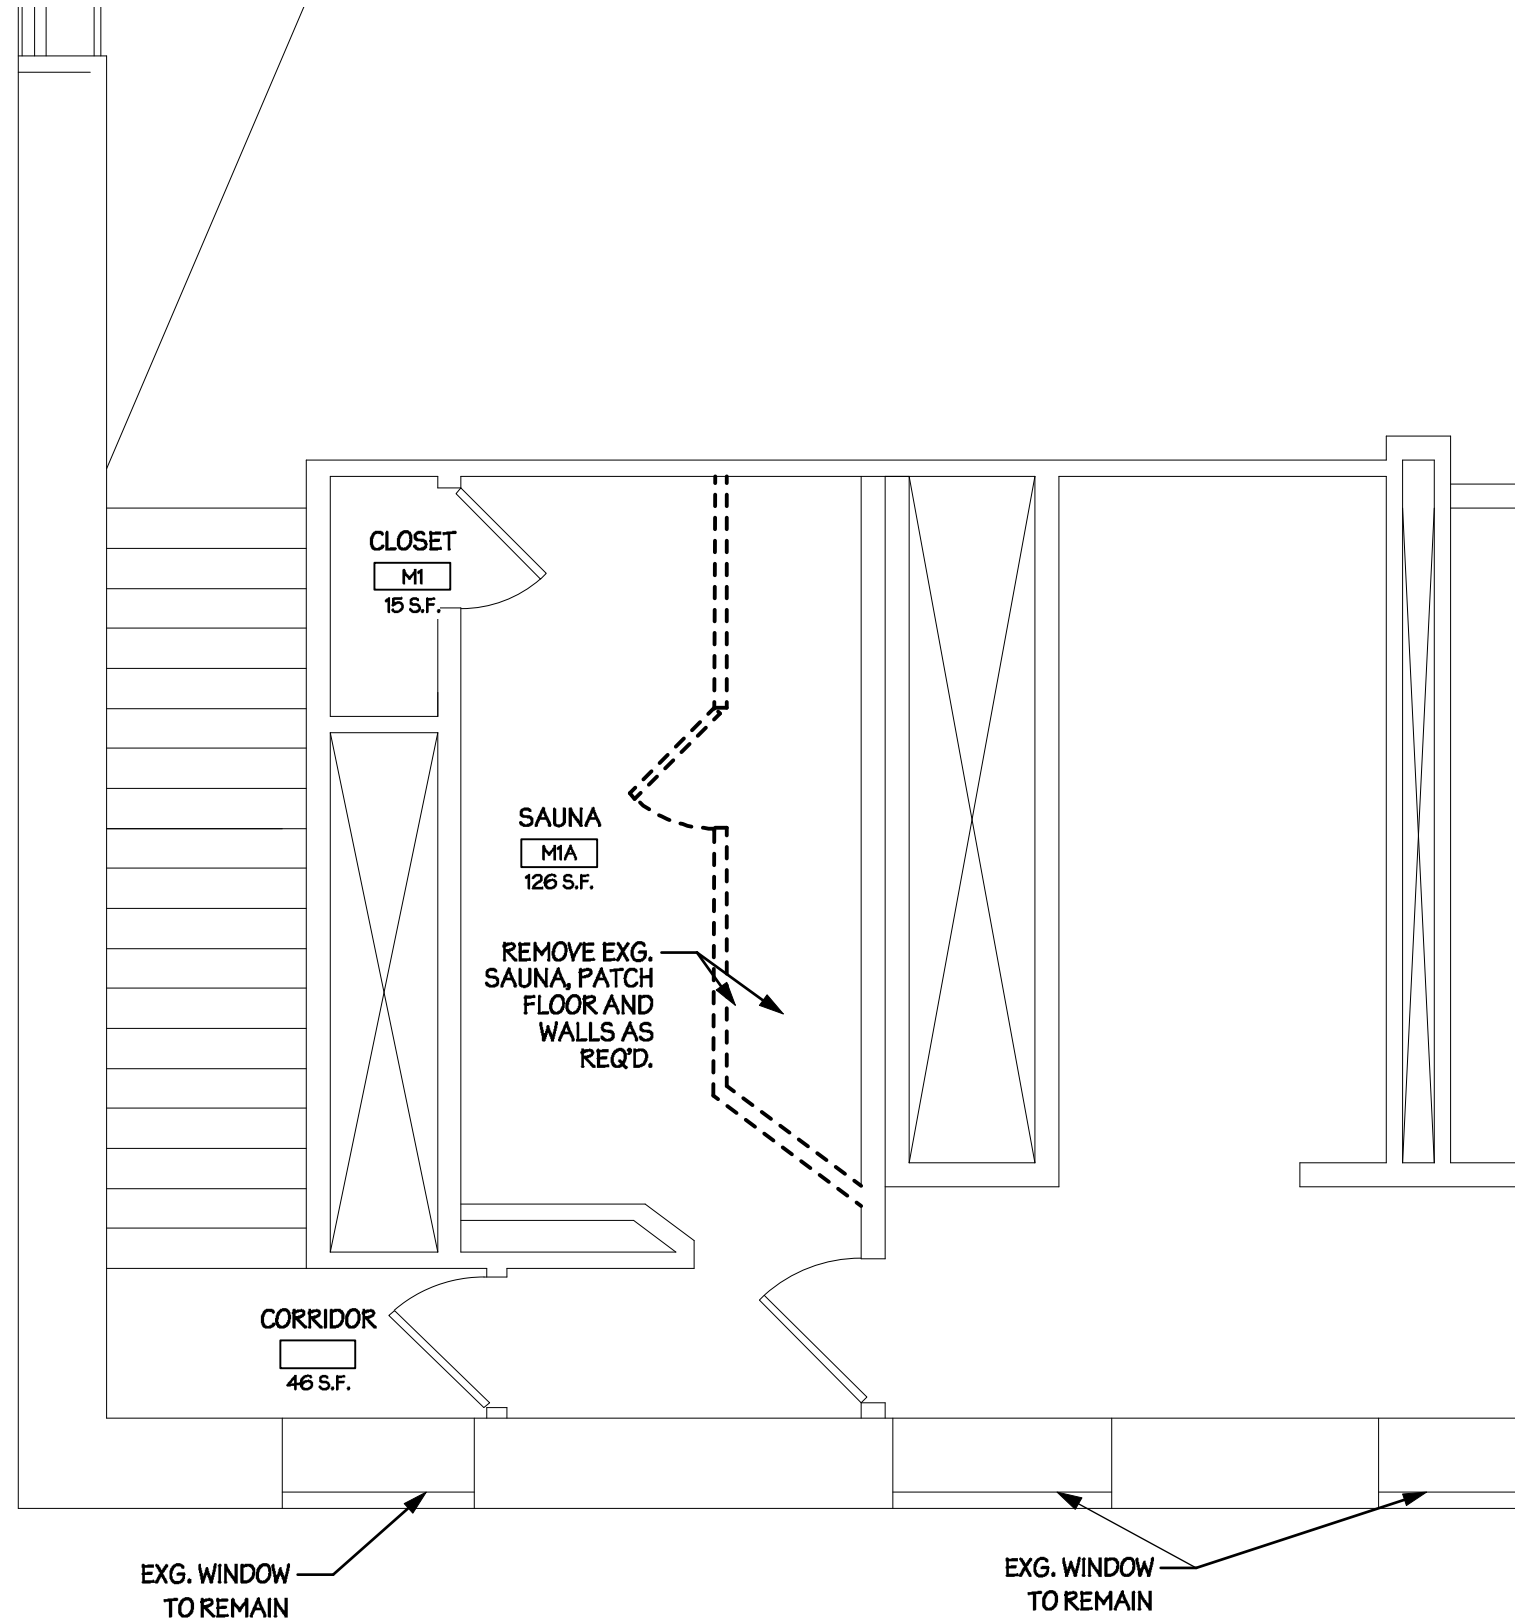 CLOSET
M1
15 S.F.
SAUNA
M1A
126 S.F.
REMOVE EXG.
SAUNA, PATCH
FLOOR AND
WALLS AS
REQ'D.
CORRIDOR
46 S.F.
EXG. WINDOW
TO REMAIN
EXG. WINDOW
TO REMAIN